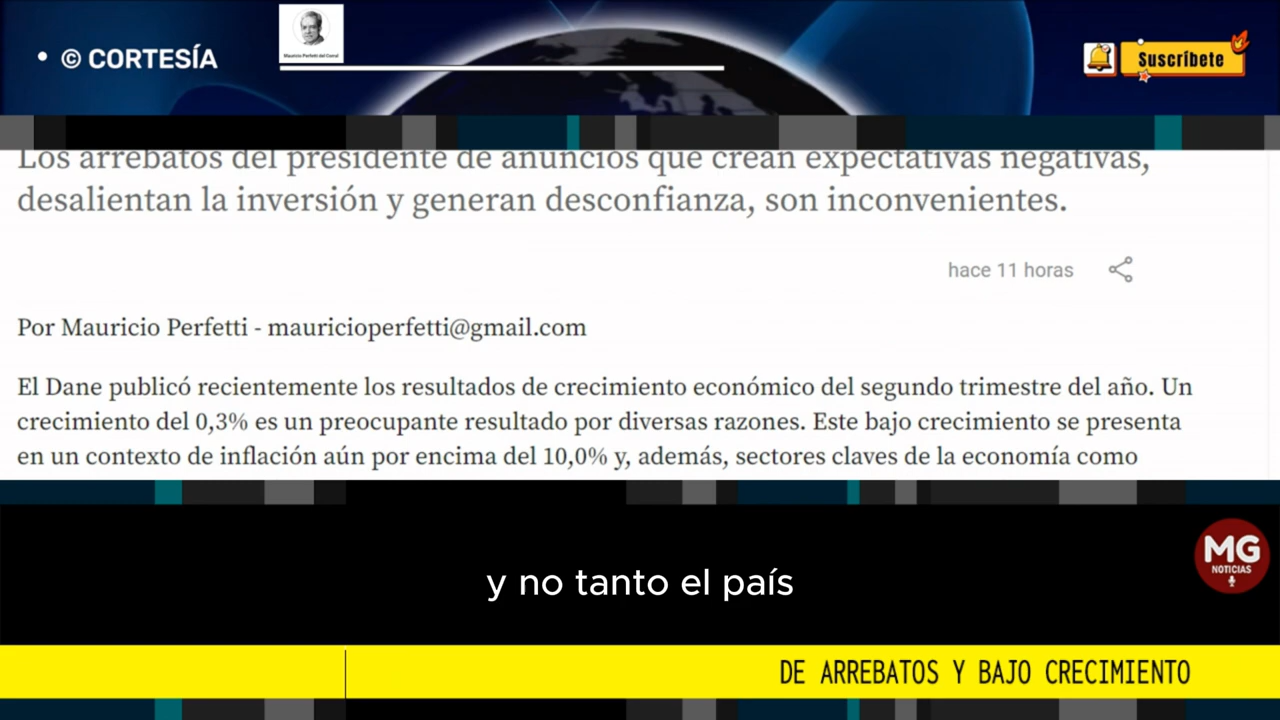 © CORTESÍA
Mauricio Perfetti del Corral
Suscríbete
Los arrebatos del presidente de anuncios que crean expectativas negativas,
desalientan la inversión y generan desconfianza, son inconvenientes.
hace 11 horas
Por Mauricio Perfetti - mauricioperfetti@gmail.com
El Dane publicó recientemente los resultados de crecimiento económico del segundo trimestre del año. Un
crecimiento del 0,3% es un preocupante resultado por diversas razones. Este bajo crecimiento se presenta
en un contexto de inflación aún por encima del 10,0% y, además, sectores claves de la economía como
MG
NOTICIAS
y no tanto el país
DE ARREBATOS Y BAJO CRECIMIENTO